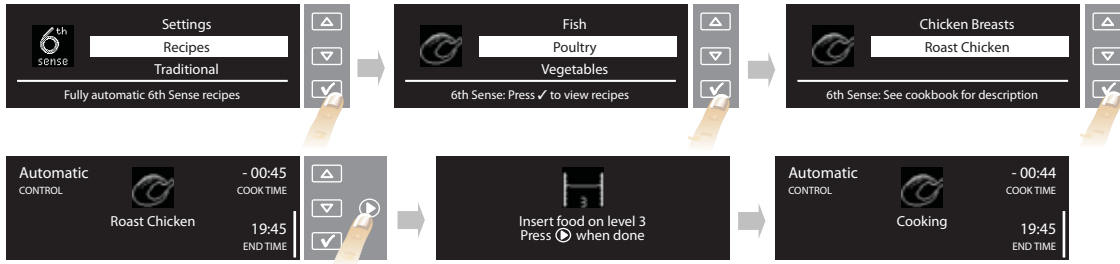 6th
sense
Settings
Recipes
Traditional
Fully automatic 6th Sense recipes
Fish
Poultry
Vegetables
6th Sense: Press ✓ to view recipes
Chicken Breasts
Roast Chicken
6th Sense: See cookbook for description
Automatic
CONTROL
- 00:45
COOK TIME
Roast Chicken
19:45
END TIME
3
Insert food on level 3
Press ▶ when done
Automatic
CONTROL
- 00:44
COOK TIME
Cooking
19:45
END TIME